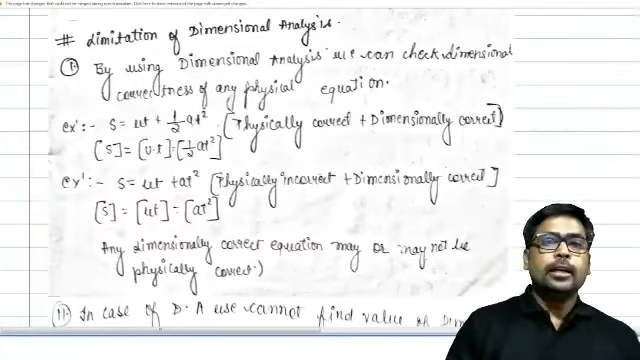 # Limitation of Dimensional Analysis.
(I) By using Dimensional Analysis we can check dimensional
correctness of any physical equation.
ex':- S = ut + 1/2 at² [Physically correct + Dimensionally correct]
[S] = [u.t] = [1/2 at²]
ex':- S = ut + at² [Physically incorrect + Dimensionally correct]
[S] = [ut] = [at²]
Any dimensionally correct equation may or may not be
physically correct.)
(II) In case of D.A we cannot find value of